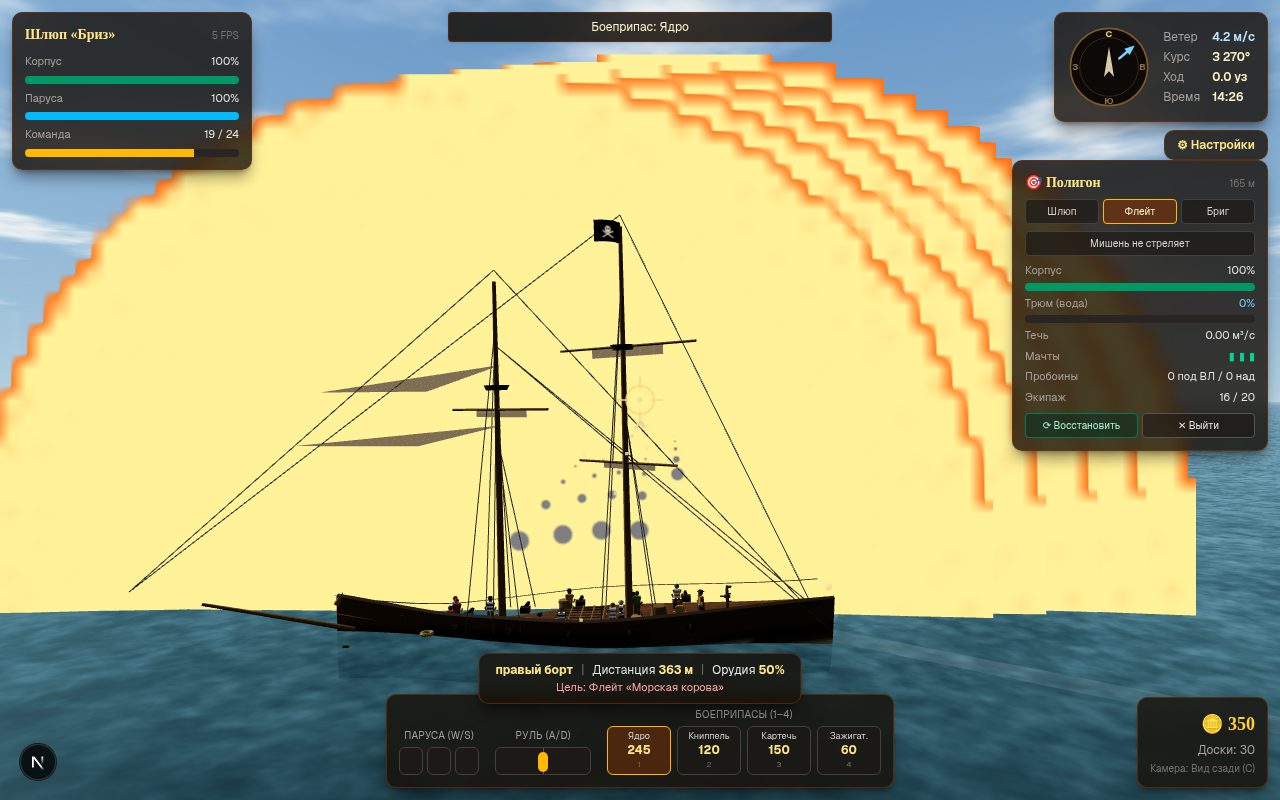 Шлюп «Бриз» 5 FPS
Корпус 100%
Паруса 100%
Команда 19 / 24
Боеприпас: Ядро
С
В
Ю
З
Ветер 4.2 м/с
Курс З 270°
Ход 0.0 уз
Время 14:26
⚙ Настройки
🎯 Полигон 165 м
Шлюп Флейт Бриг
Мишень не стреляет
Корпус 100%
Трюм (вода) 0%
Течь 0.00 м³/с
Мачты
Пробоины 0 под ВЛ / 0 над
Экипаж 16 / 20
⟳ Восстановить ✕ Выйти
правый борт | Дистанция 363 м | Орудия 50%
Цель: Флейт «Морская корова»
БОЕПРИПАСЫ (1–4)
ПАРУСА (W/S) РУЛЬ (A/D)
Ядро Книппель Картечь Зажигат.
245 120 150 60
1 2 3 4
N
350
Доски: 30
Камера: Вид сзади (C)